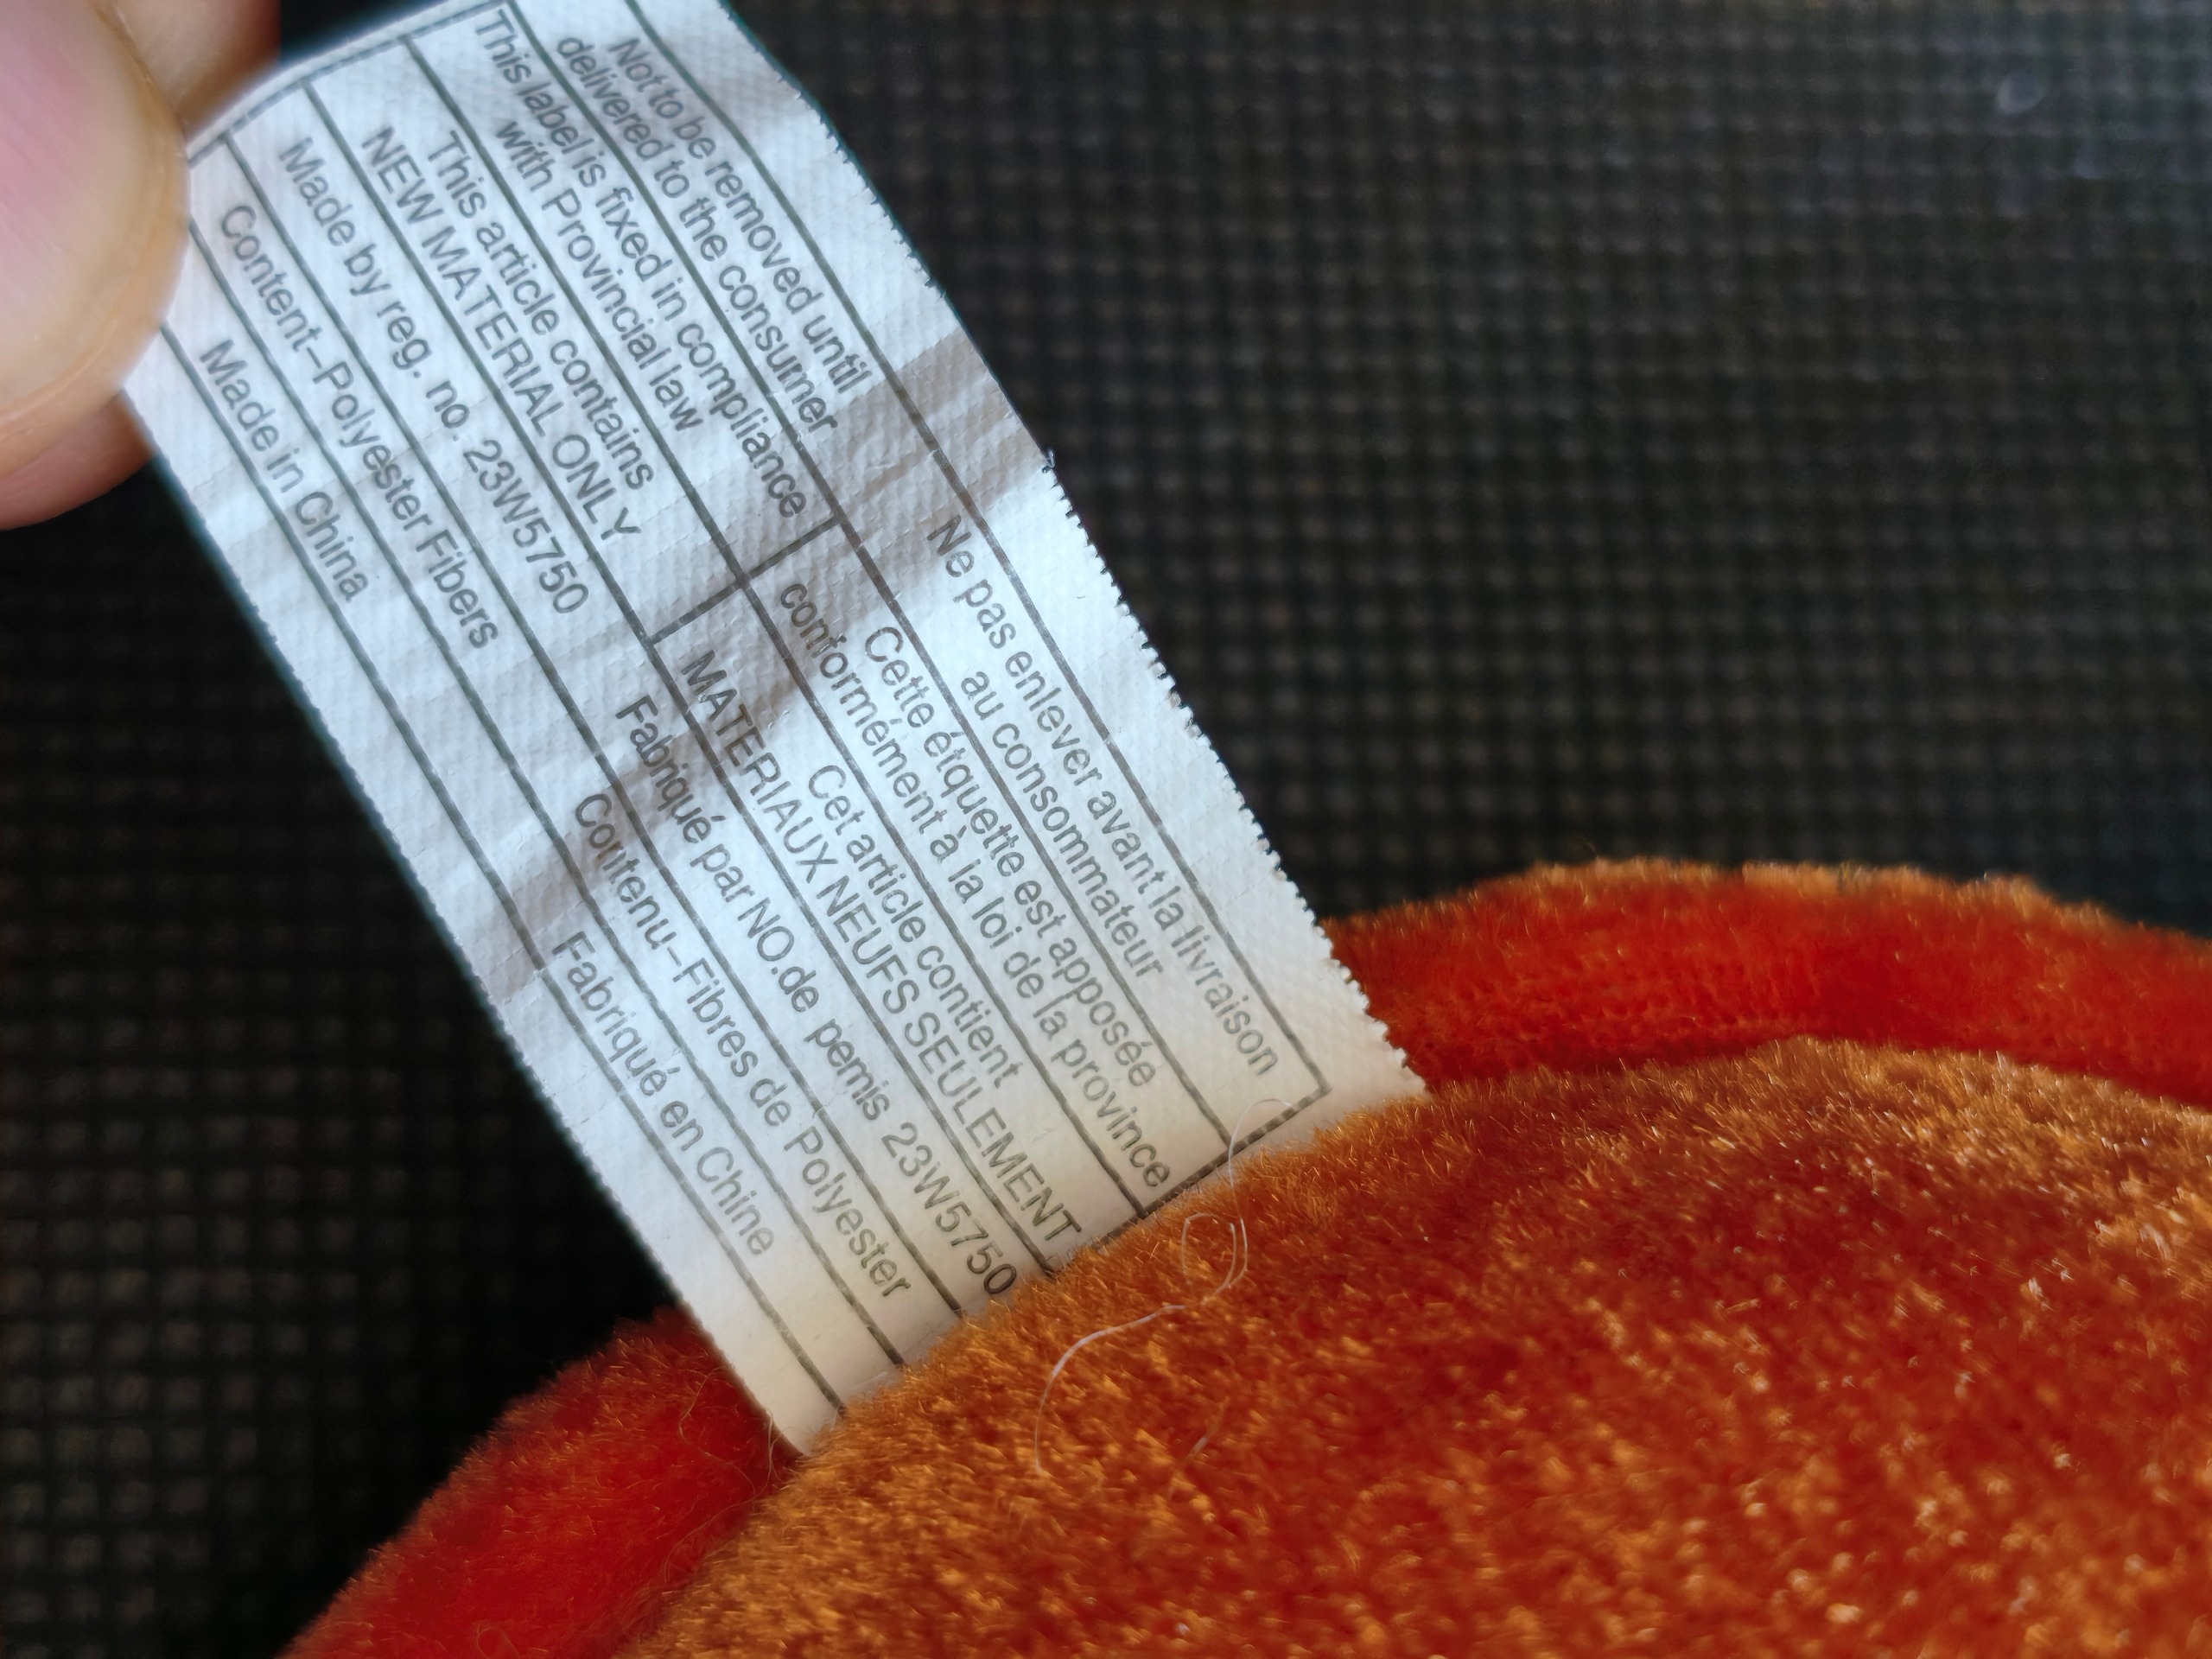 Not to be removed until
delivered to the consumer
Ne pas enlever avant la livraison
au consommateur
This label is fixed in compliance
with Provincial law
Cette étquette est apposée
conformément à la loi de la province
This article contains
NEW MATERIAL ONLY
Cet article contient
MATERIAUX NEUFS SEULEMENT
Made by reg. no. 23W5750
Fabriqué par NO.de pemis 23W5750
Content-Polyester Fibers
Contenu-Fibres de Polyester
Made in China
Fabriqué en Chine